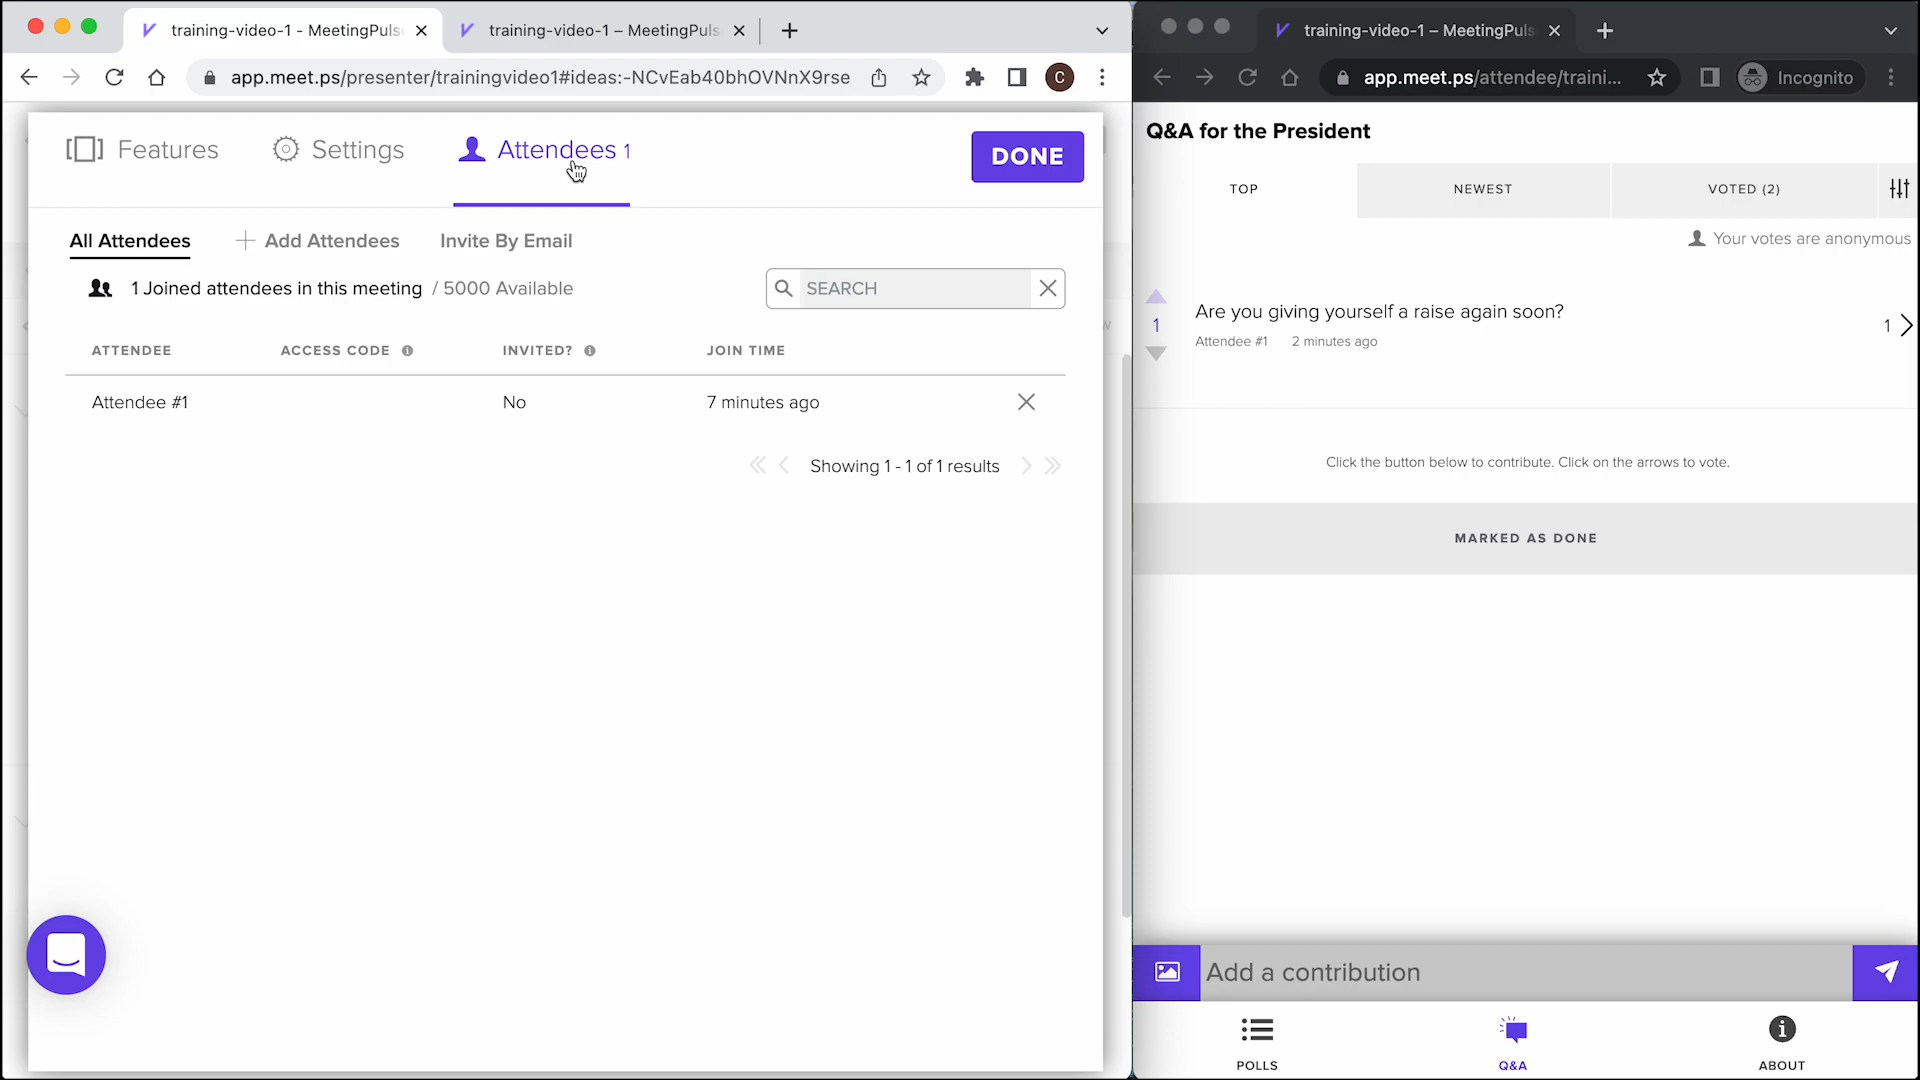 training-video-1 - MeetingPuls
training-video-1 – MeetingPuls
app.meet.ps/presenter/trainingvideo1#ideas:-NCvEab40bhOVNnX9rse
C
Features
Settings
Attendees 1
DONE
All Attendees
Add Attendees
Invite By Email
1 Joined attendees in this meeting / 5000 Available
SEARCH
ATTENDEE
ACCESS CODE
INVITED?
JOIN TIME
Attendee #1
No
7 minutes ago
Showing 1 - 1 of 1 results
training-video-1 – MeetingPuls
app.meet.ps/attendee/traini...
Incognito
Q&A for the President
TOP
NEWEST
VOTED (2)
Your votes are anonymous
1
Are you giving yourself a raise again soon?
Attendee #1 2 minutes ago
1
Click the button below to contribute. Click on the arrows to vote.
MARKED AS DONE
Add a contribution
POLLS
Q&A
ABOUT